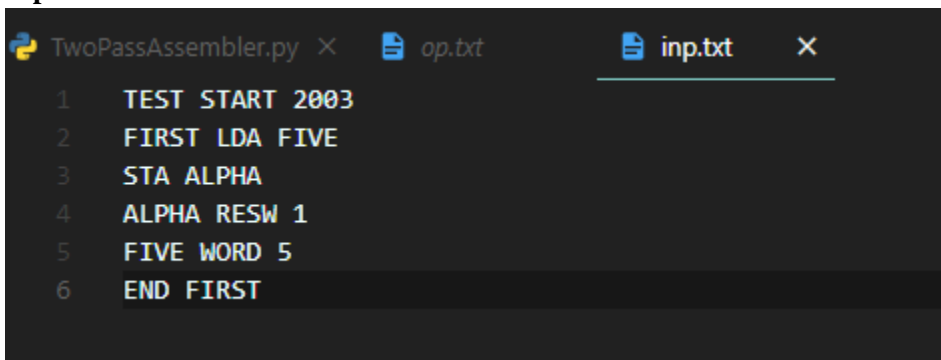 TwoPassAssembler.py × op.txt inp.txt ×
1 TEST START 2003
2 FIRST LDA FIVE
3 STA ALPHA
4 ALPHA RESW 1
5 FIVE WORD 5
6 END FIRST